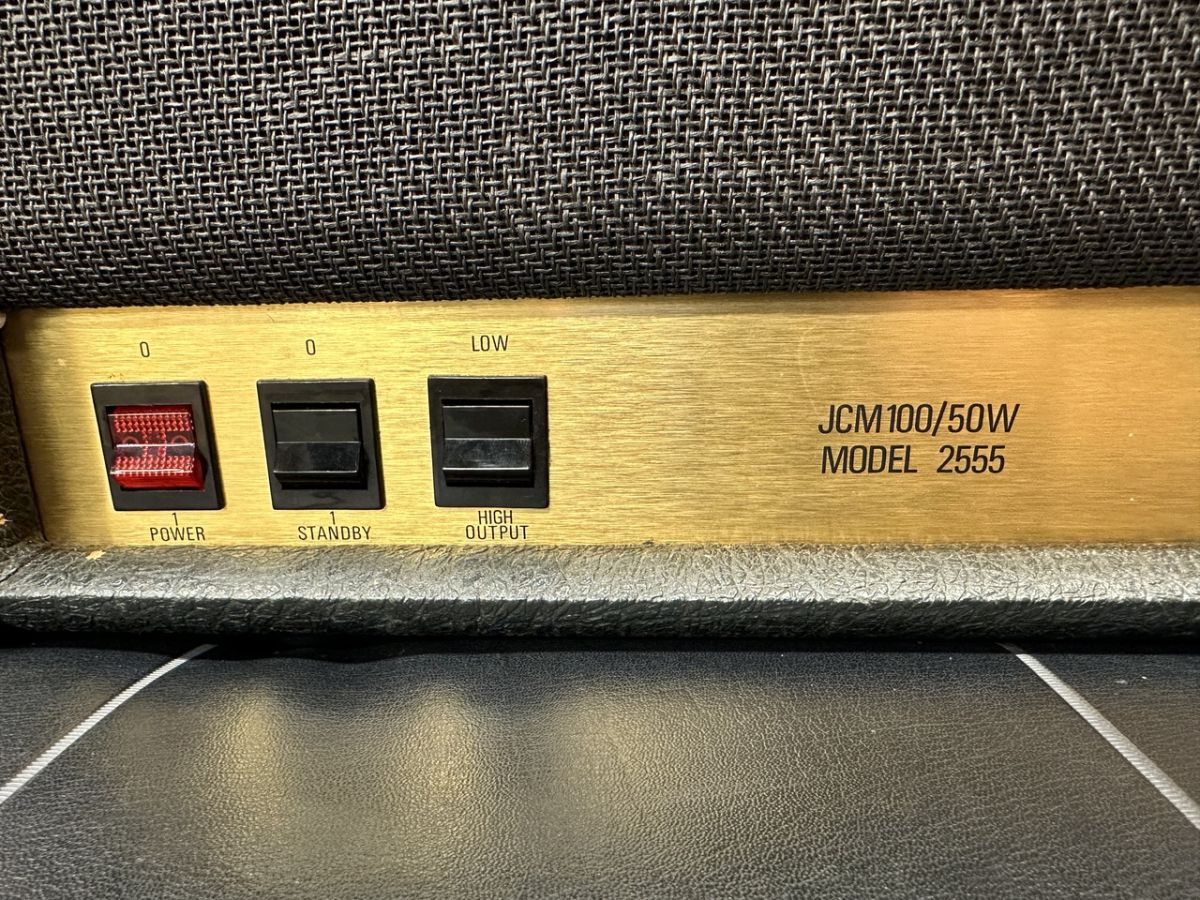 0
0
LOW
JCM100/50W
MODEL 2555
1
POWER
1
STANDBY
HIGH
OUTPUT